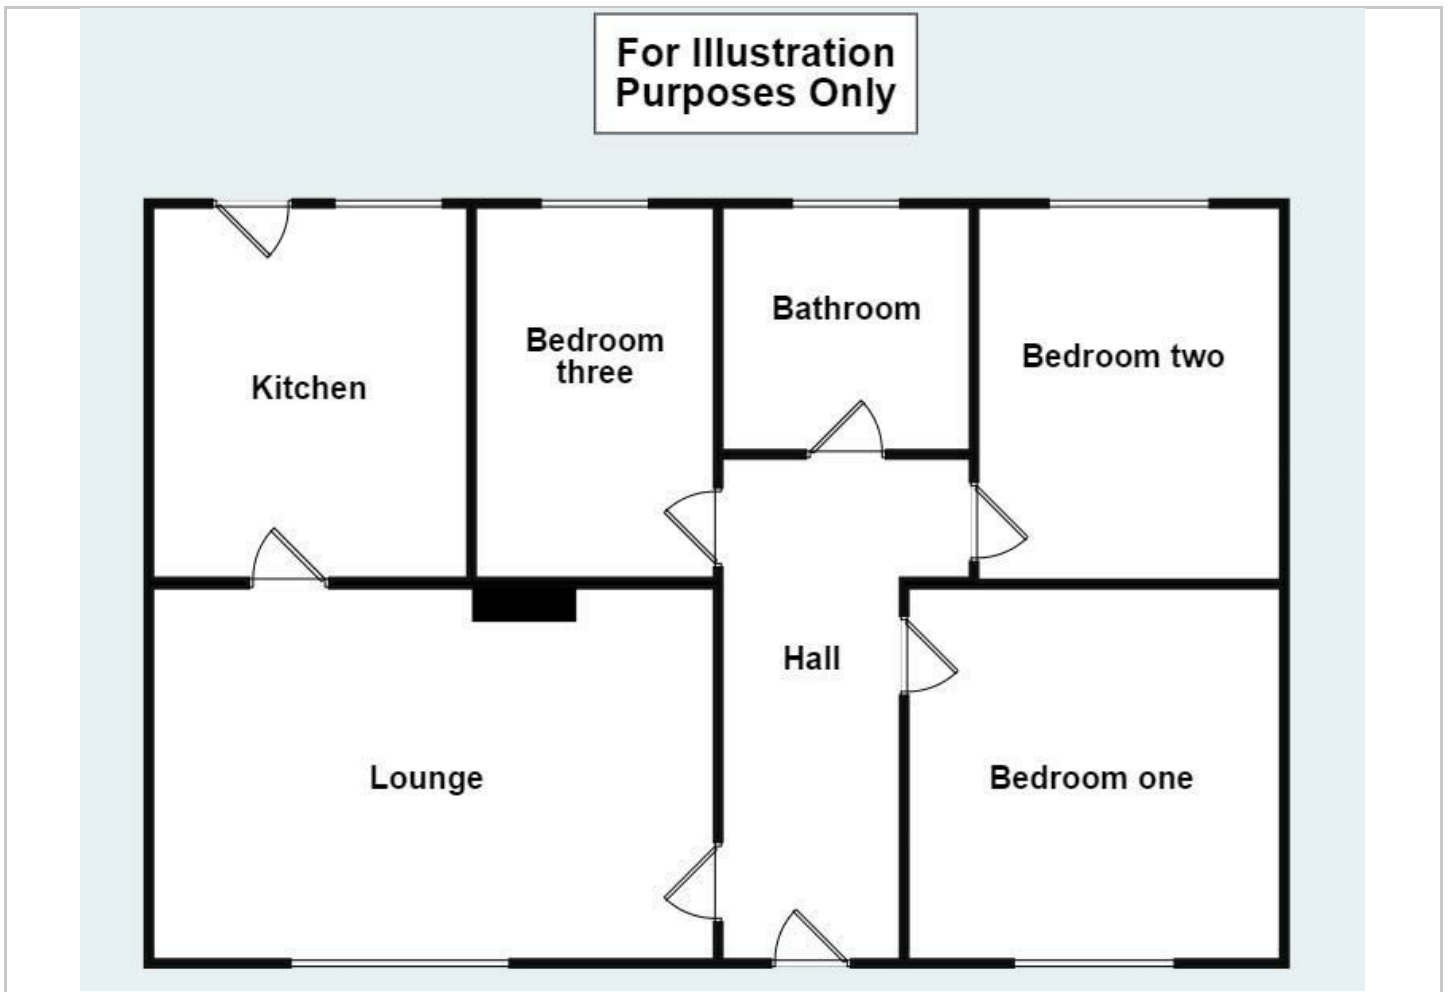 For Illustration
Purposes Only
Kitchen
Bedroom
three
Bathroom
Bedroom two
Hall
Lounge
Bedroom one